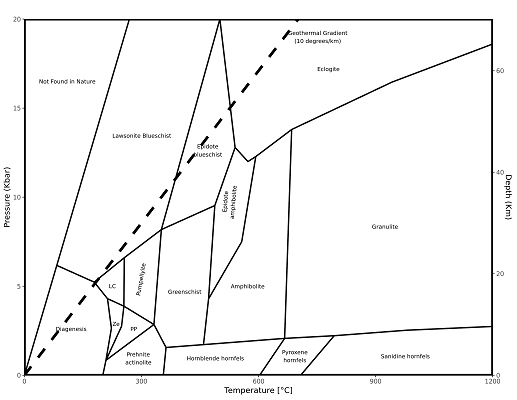 20
Geothermal Gradient
(10 degrees/km)
60
Eclogite
Not Found in Nature
15
Lawsonite Blueschist
Epidote
blueschist
40
Pressure (Kbar)
Depth (Km)
10
Epidote
amphibolite
Granulite
20
Pumpellyite
5
LC
Greenschist
Amphibolite
Diagenesis
Ze
PP
Prehnite
actinolite
Hornblende hornfels
Pyroxene
hornfels
Sanidine hornfels
0
0
0
300
600
900
1200
Temperature [°C]